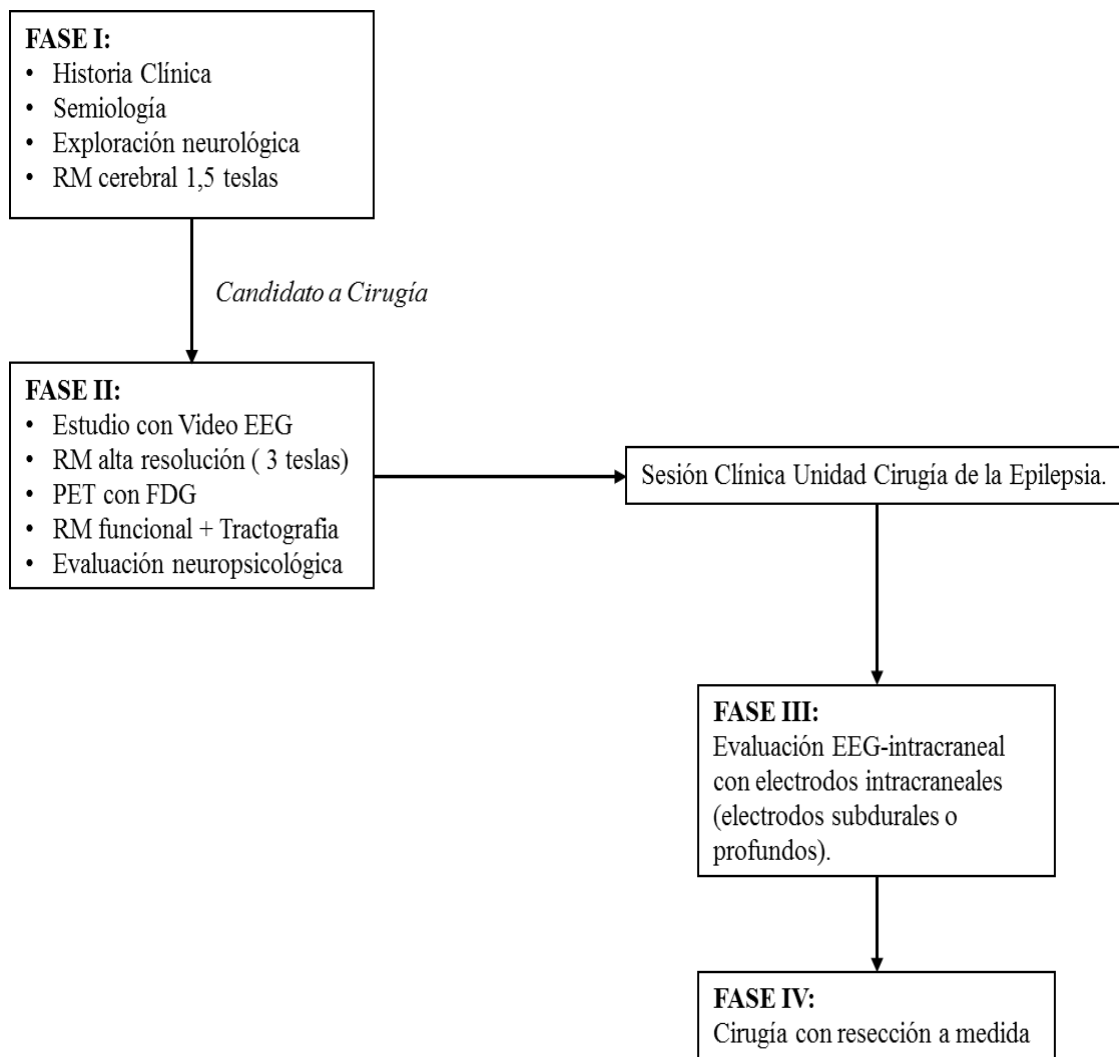 FASE I:
• Historia Clínica
• Semiología
• Exploración neurológica
• RM cerebral 1,5 teslas
Candidato a Cirugía
FASE II:
• Estudio con Video EEG
• RM alta resolución ( 3 teslas)
• PET con FDG
• RM funcional + Tractografia
• Evaluación neuropsicológica
Sesión Clínica Unidad Cirugía de la Epilepsia.
FASE III:
Evaluación EEG-intracraneal
con electrodos intracraneales
(electrodos subdurales o
profundos).
FASE IV:
Cirugía con resección a medida